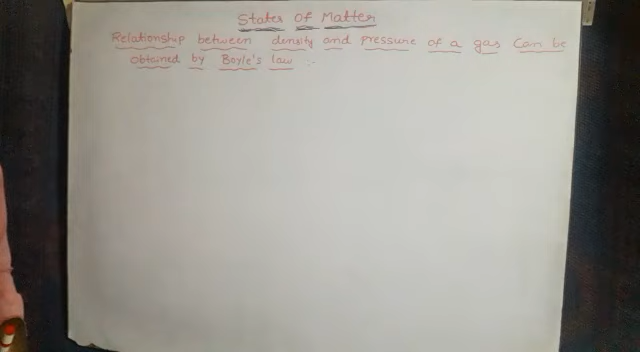 States Of Matter
Relationship between density and Pressure of a gas Can be
obtained by Boyle's law :-